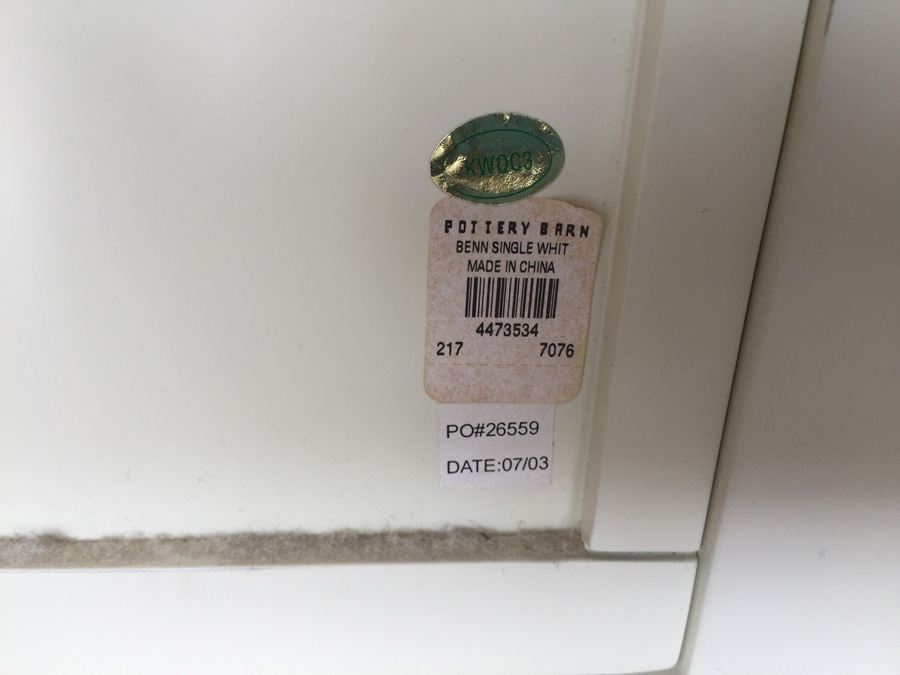 KWQC3
POTTERY BARN
BENN SINGLE WHIT
MADE IN CHINA
4473534
217 7076
PO#26559
DATE:07/03